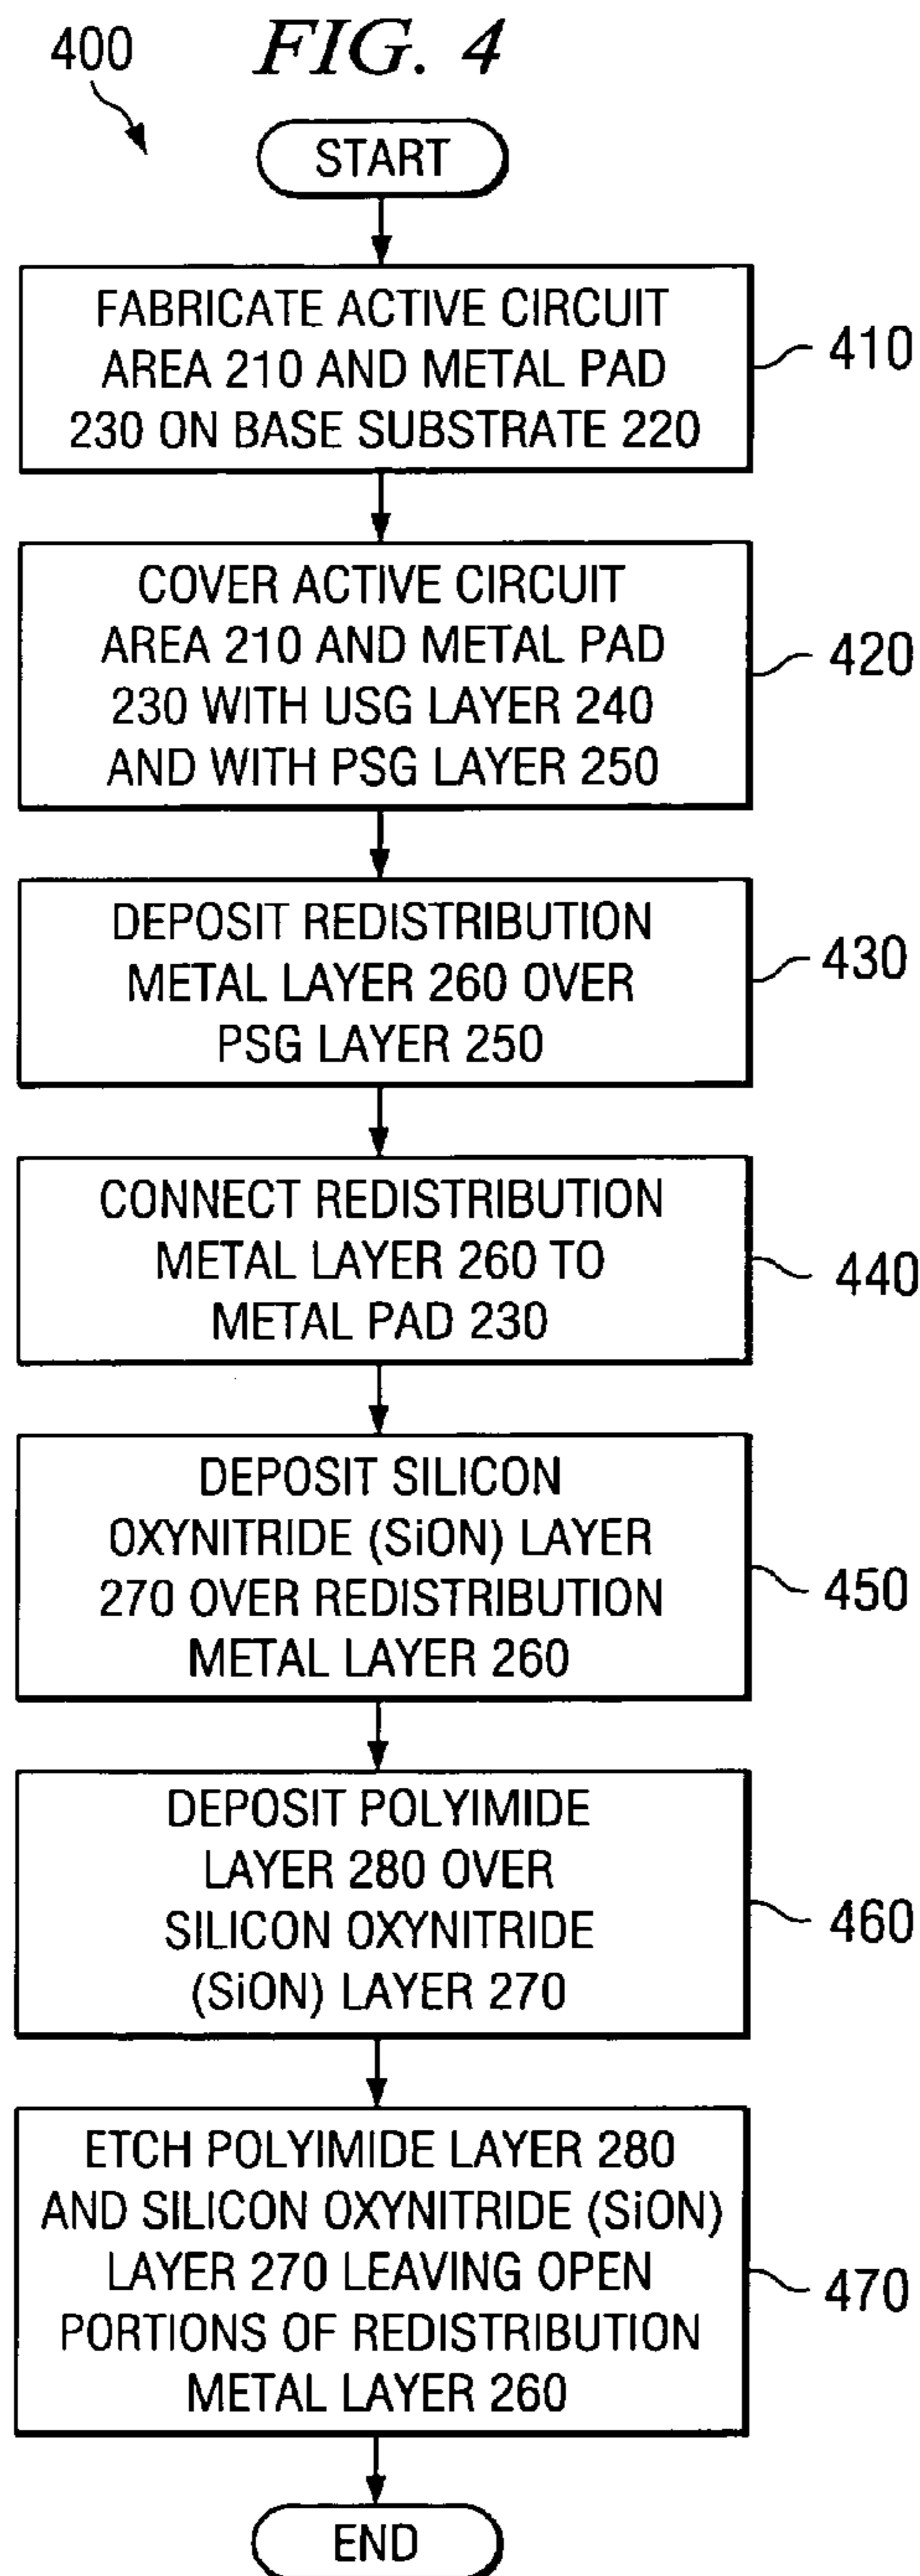 400
FIG. 4
START
FABRICATE ACTIVE CIRCUIT
AREA 210 AND METAL PAD
230 ON BASE SUBSTRATE 220
410
COVER ACTIVE CIRCUIT
AREA 210 AND METAL PAD
230 WITH USG LAYER 240
AND WITH PSG LAYER 250
420
DEPOSIT REDISTRIBUTION
METAL LAYER 260 OVER
PSG LAYER 250
430
CONNECT REDISTRIBUTION
METAL LAYER 260 TO
METAL PAD 230
440
DEPOSIT SILICON
OXYNITRIDE (SiON) LAYER
270 OVER REDISTRIBUTION
METAL LAYER 260
450
DEPOSIT POLYIMIDE
LAYER 280 OVER
SILICON OXYNITRIDE
(SiON) LAYER 270
460
ETCH POLYIMIDE LAYER 280
AND SILICON OXYNITRIDE (SiON)
LAYER 270 LEAVING OPEN
PORTIONS OF REDISTRIBUTION
METAL LAYER 260
470
END